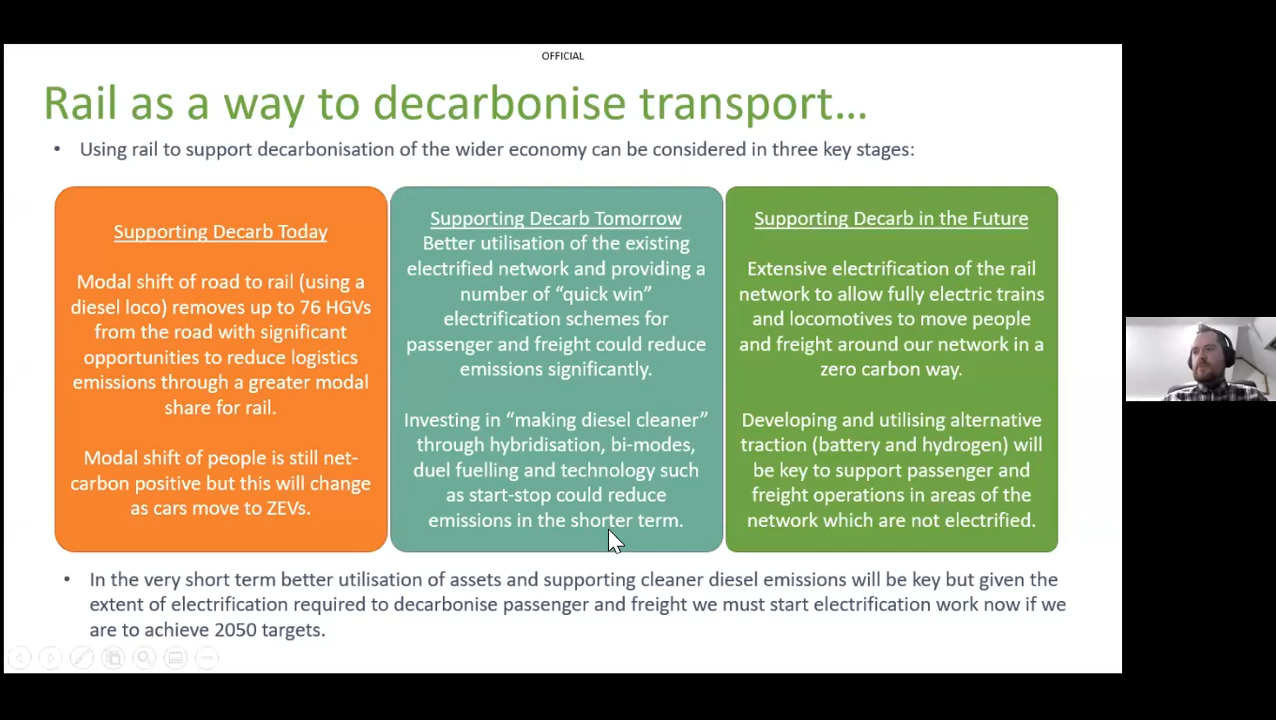 OFFICIAL
Rail as a way to decarbonise transport...
• Using rail to support decarbonisation of the wider economy can be considered in three key stages:
Supporting Decarb Today
Modal shift of road to rail (using a
diesel loco) removes up to 76 HGVs
from the road with significant
opportunities to reduce logistics
emissions through a greater modal
share for rail.
Modal shift of people is still net-
carbon positive but this will change
as cars move to ZEVs.
Supporting Decarb Tomorrow
Better utilisation of the existing
electrified network and providing a
number of “quick win”
electrification schemes for
passenger and freight could reduce
emissions significantly.
Investing in “making diesel cleaner”
through hybridisation, bi-modes,
duel fuelling and technology such
as start-stop could reduce
emissions in the shorter term.
Supporting Decarb in the Future
Extensive electrification of the rail
network to allow fully electric trains
and locomotives to move people
and freight around our network in a
zero carbon way.
Developing and utilising alternative
traction (battery and hydrogen) will
be key to support passenger and
freight operations in areas of the
network which are not electrified.
• In the very short term better utilisation of assets and supporting cleaner diesel emissions will be key but given the
extent of electrification required to decarbonise passenger and freight we must start electrification work now if we
are to achieve 2050 targets.